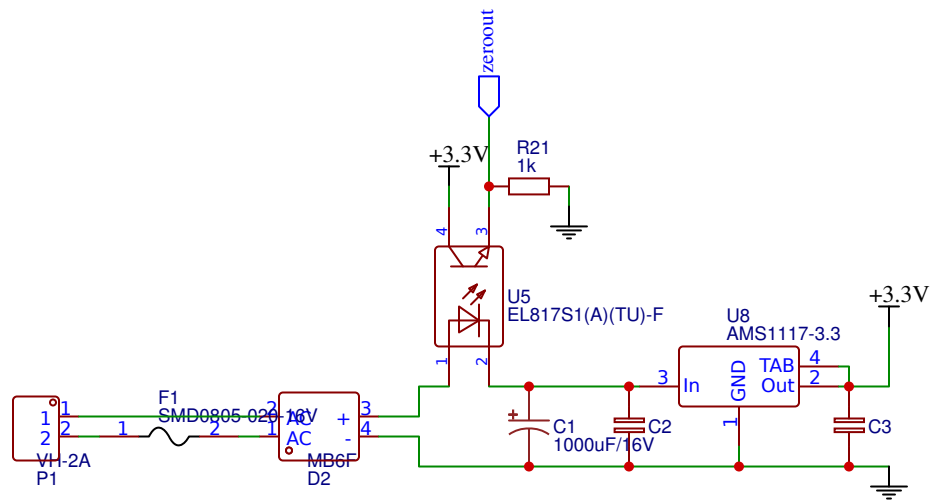 zeroout
+3.3V
R21
1k
4
3
U5
EL817S1(A)(TU)-F
1
2
+3.3V
U8
AMS1117-3.3
TAB
4
3
In
GND
Out
2
1
F1
SMD0805-020-16V
1
1
2
AC
+
3
2
2
1
2
1
AC
-
4
VH-2A
P1
MB6F
D2
+
C1
1000uF/16V
C2
C3